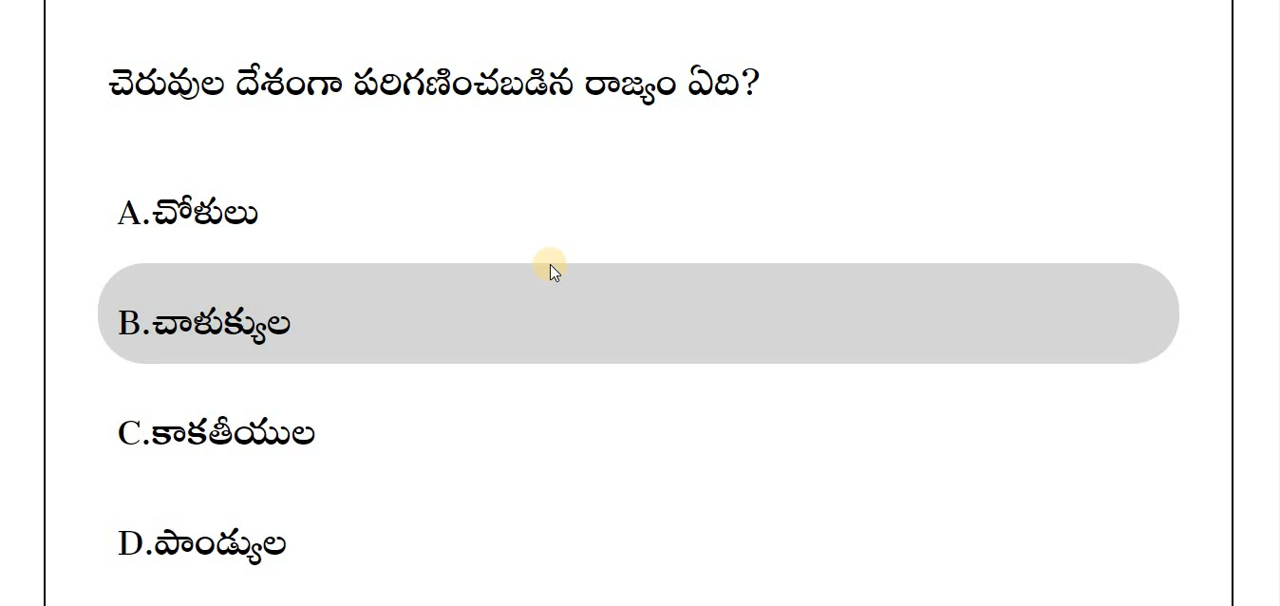 చెరువుల దేశంగా పరిగణించబడిన రాజ్యం ఏది?
A.చోళులు
B.చాళుక్యుల
C.కాకతీయుల
D.పాండ్యుల